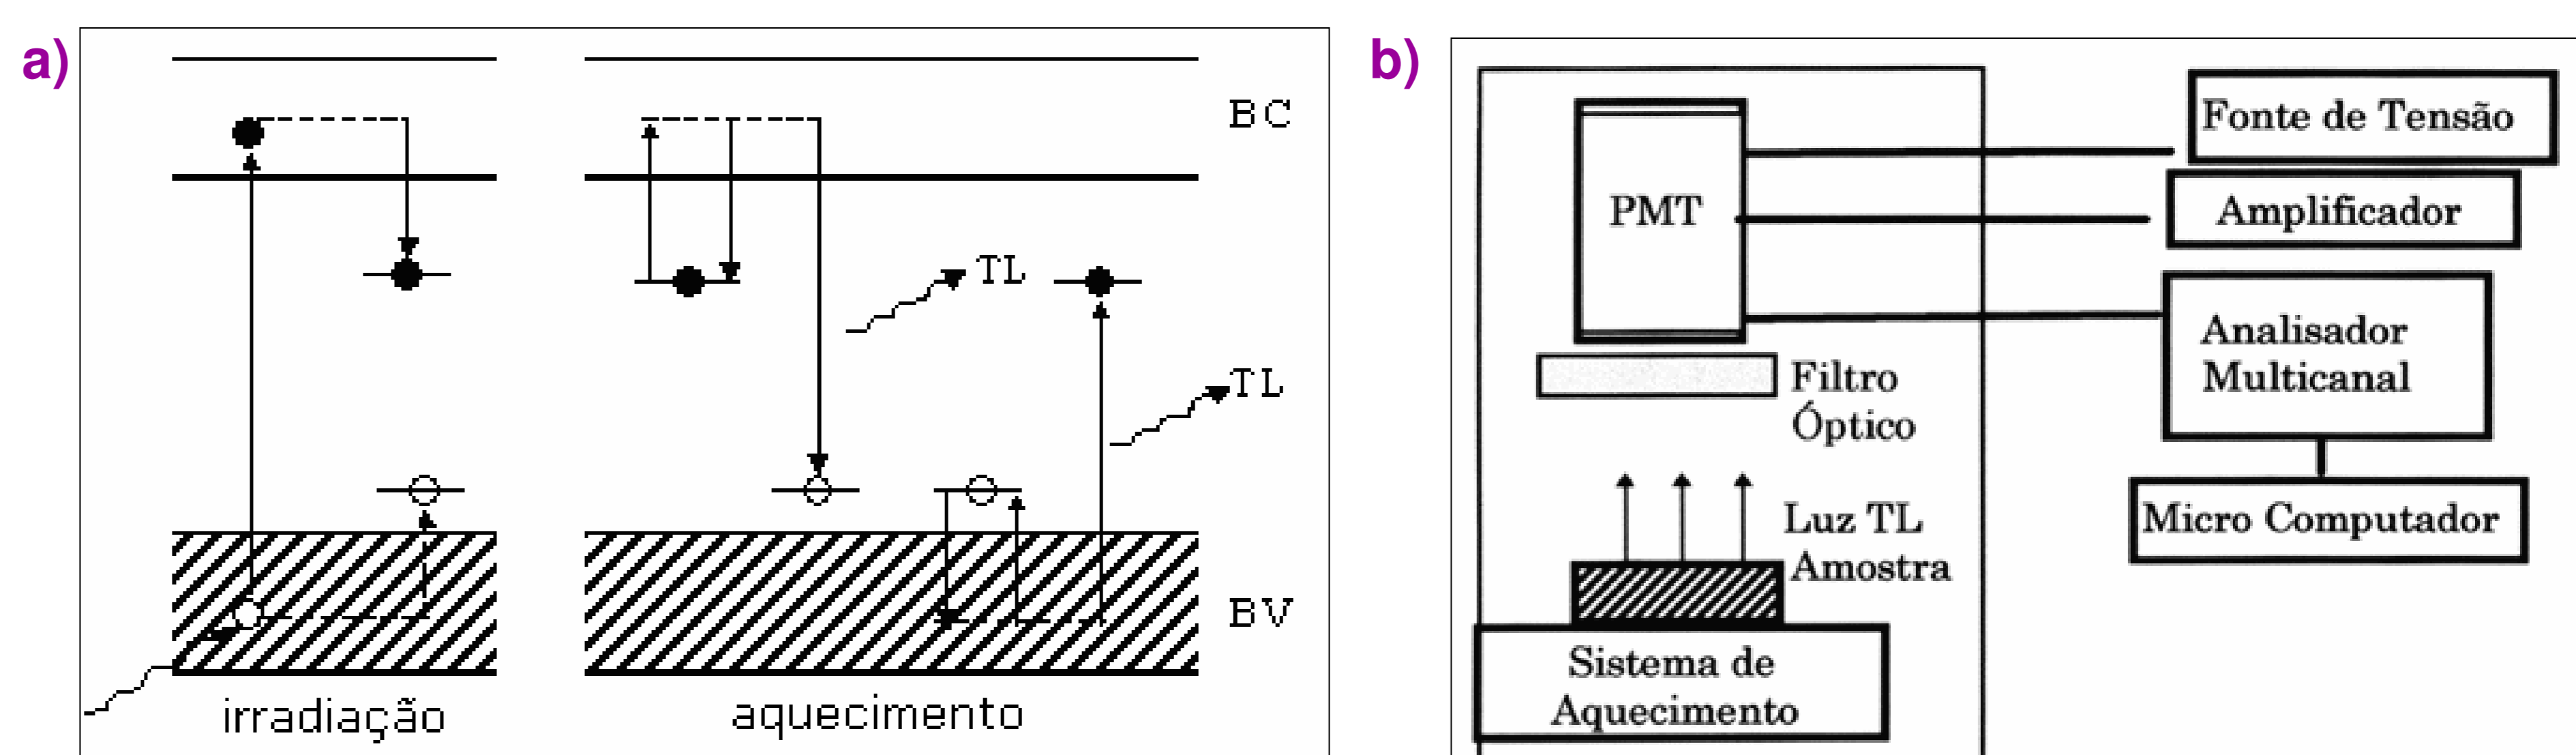 a)
BC
TL
TL
BV
irradiação
aquecimento
b)
PMT
Fonte de Tensão
Amplificador
Analisador
Multicanal
Micro Computador
Filtro
Óptico
Luz TL
Amostra
Sistema de
Aquecimento